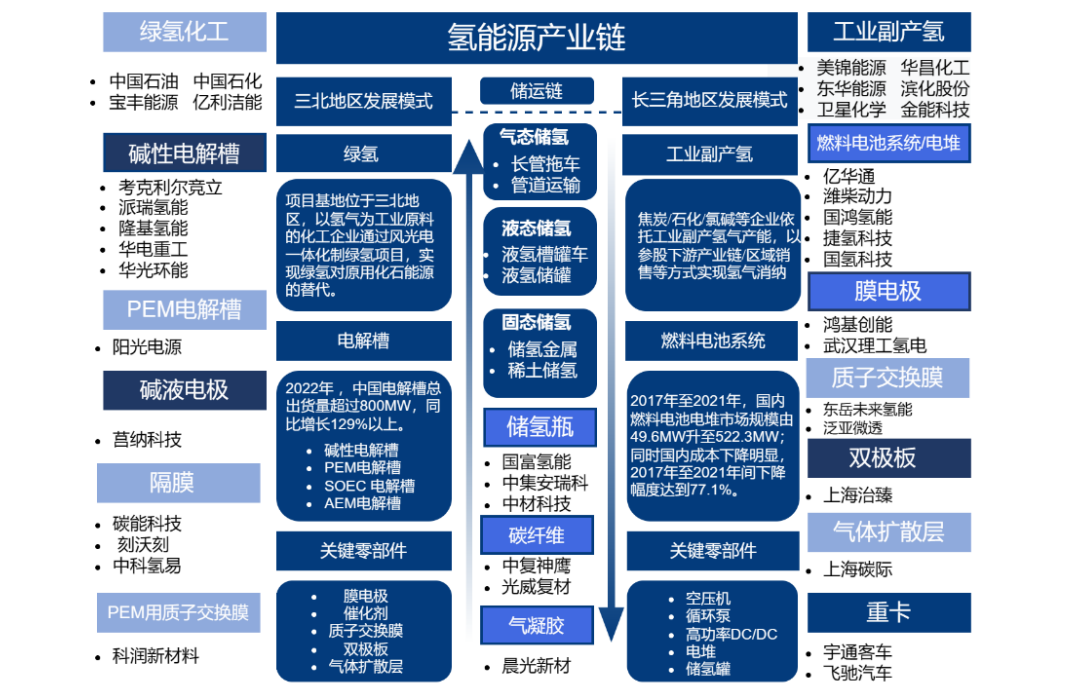 氢能源产业链
绿氢化工
• 中国石油 中国石化
• 宝丰能源 亿利洁能
碱性电解槽
• 考克利尔竞立
• 派瑞氢能
• 隆基氢能
• 华电重工
• 华光环能
PEM电解槽
• 阳光电源
碱液电极
• 莒纳科技
隔膜
• 碳能科技
• 刻沃刻
• 中科氢易
PEM用质子交换膜
• 科润新材料
三北地区发展模式
绿氢
项目基地位于三北地
区，以氢气为工业原料
的化工企业通过风光电
一体化制绿氢项目，实
现绿氢对原用化石能源
的替代。
电解槽
2022年，中国电解槽总
出货量超过800MW，同
比增长129%以上。
• 碱性电解槽
• PEM电解槽
• SOEC 电解槽
• AEM电解槽
关键零部件
• 膜电极
• 催化剂
• 质子交换膜
• 双极板
• 气体扩散层
储运链
气态储氢
• 长管拖车
• 管道运输
液态储氢
• 液氢槽罐车
• 液氢储罐
固态储氢
• 储氢金属
• 稀土储氢
储氢瓶
• 国富氢能
• 中集安瑞科
• 中材科技
碳纤维
• 中复神鹰
• 光威复材
气凝胶
• 晨光新材
长三角地区发展模式
工业副产氢
焦炭/石化/氯碱等企业依
托工业副产氢气产能，以
参股下游产业链/区域销
售等方式实现氢气消纳
燃料电池系统
2017年至2021年，国内
燃料电池电堆市场规模由
49.6MW升至522.3MW；
同时国内成本下降明显，
2017年至2021年间下降
幅度达到77.1%。
关键零部件
• 空压机
• 循环泵
• 高功率DC/DC
• 电堆
• 储氢罐
工业副产氢
• 美锦能源 华昌化工
• 东华能源 滨化股份
• 卫星化学 金能科技
燃料电池系统/电堆
• 亿华通
• 潍柴动力
• 国鸿氢能
• 捷氢科技
• 国氢科技
膜电极
• 鸿基创能
• 武汉理工氢电
质子交换膜
• 东岳未来氢能
• 泛亚微透
双极板
• 上海治臻
气体扩散层
• 上海碳际
重卡
• 宇通客车
• 飞驰汽车